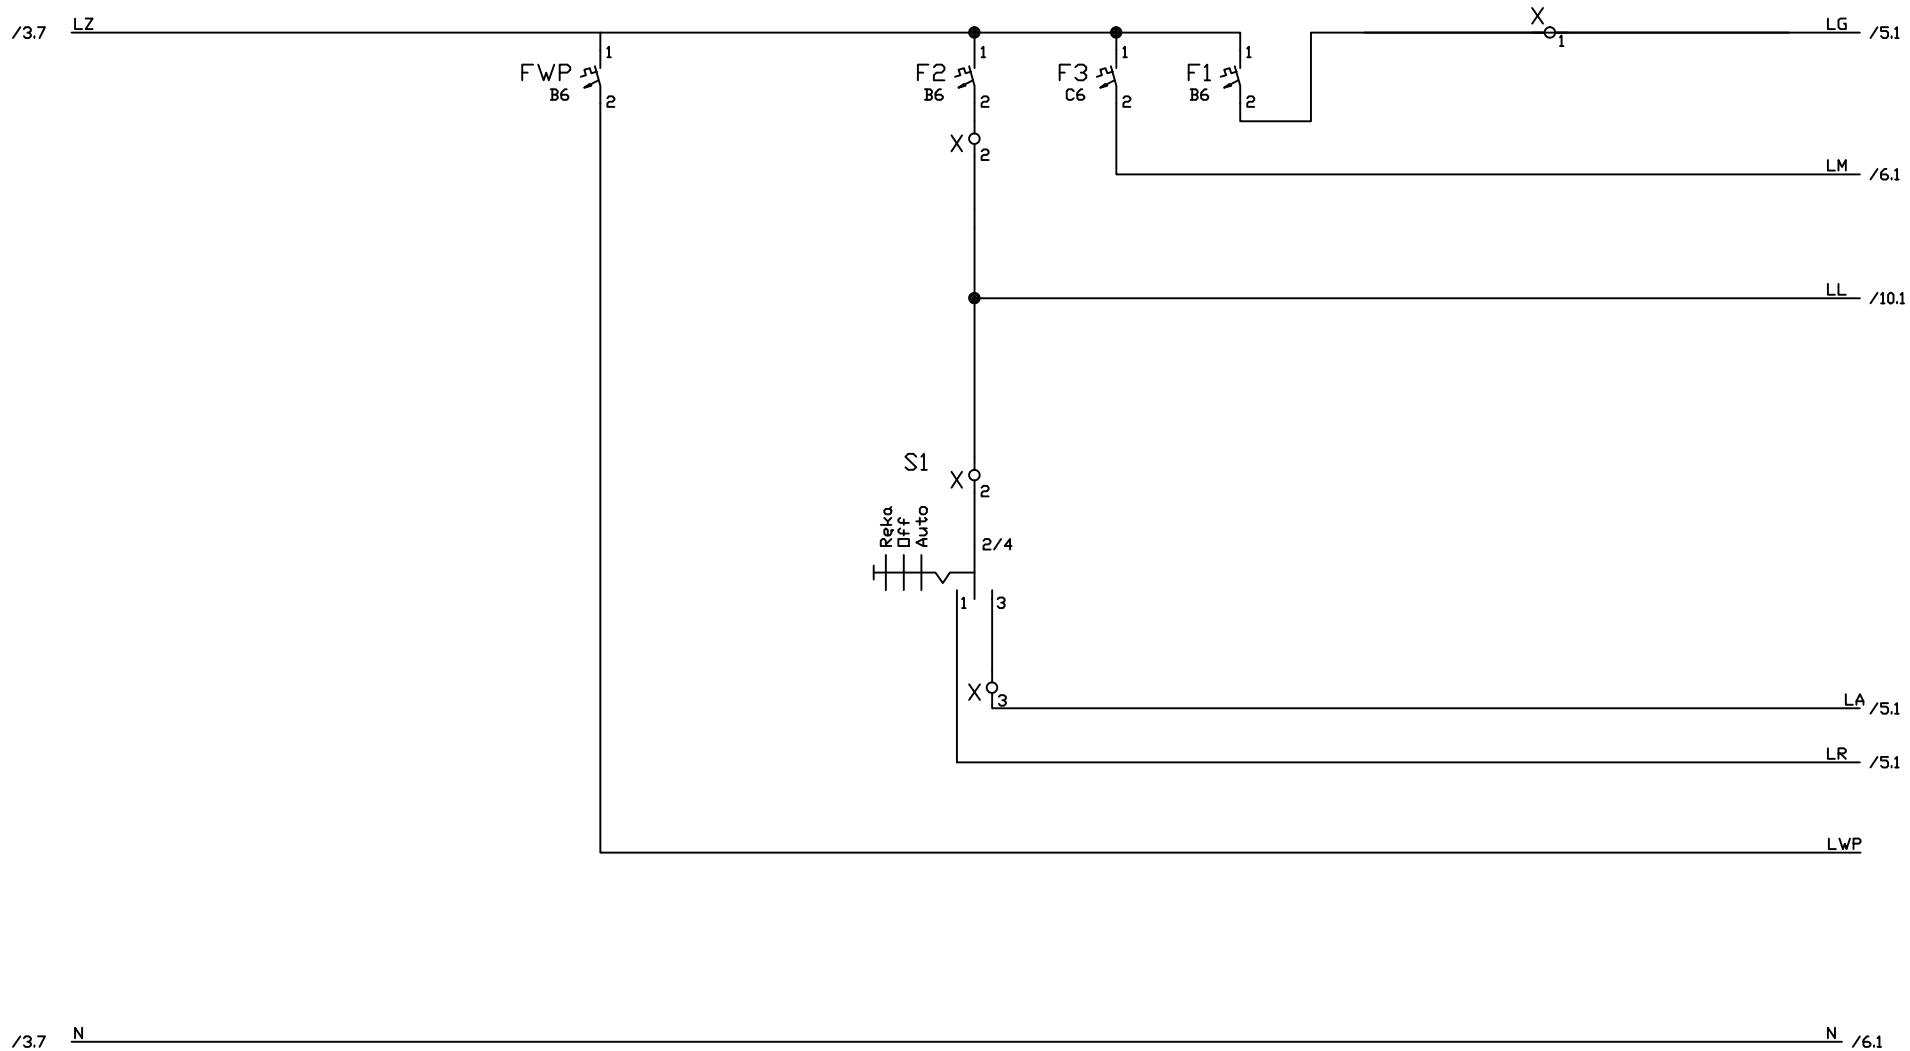 /3.7 LZ X LG /5.1
1 1 1 1 1
FWP F2 F3 F1
B6 B6 C6 B6
2 2 2 2
X 2
LM /6.1
LL /10.1
S1
X 2
Ręka
Off
Auto
2/4
1 3
X 3
LA /5.1
LR /5.1
LWP
/3.7 N N /6.1